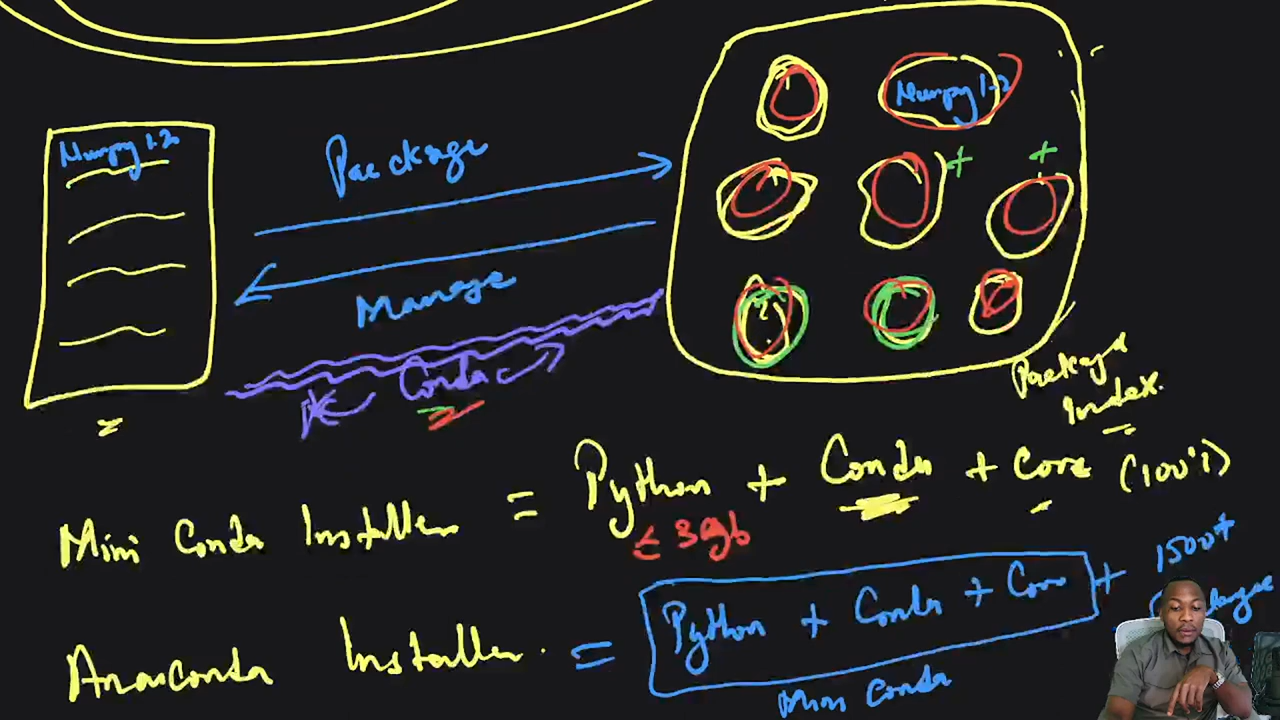 Numpy 1.2
Numpy 1.2
Package
Manage
Conda
Package
Index.
Mini Conda Installer = Python + Conda + Core (100's)
≤ 3gb
Anaconda Installer. = Python + Conda + Core + 1500+
Mini Conda